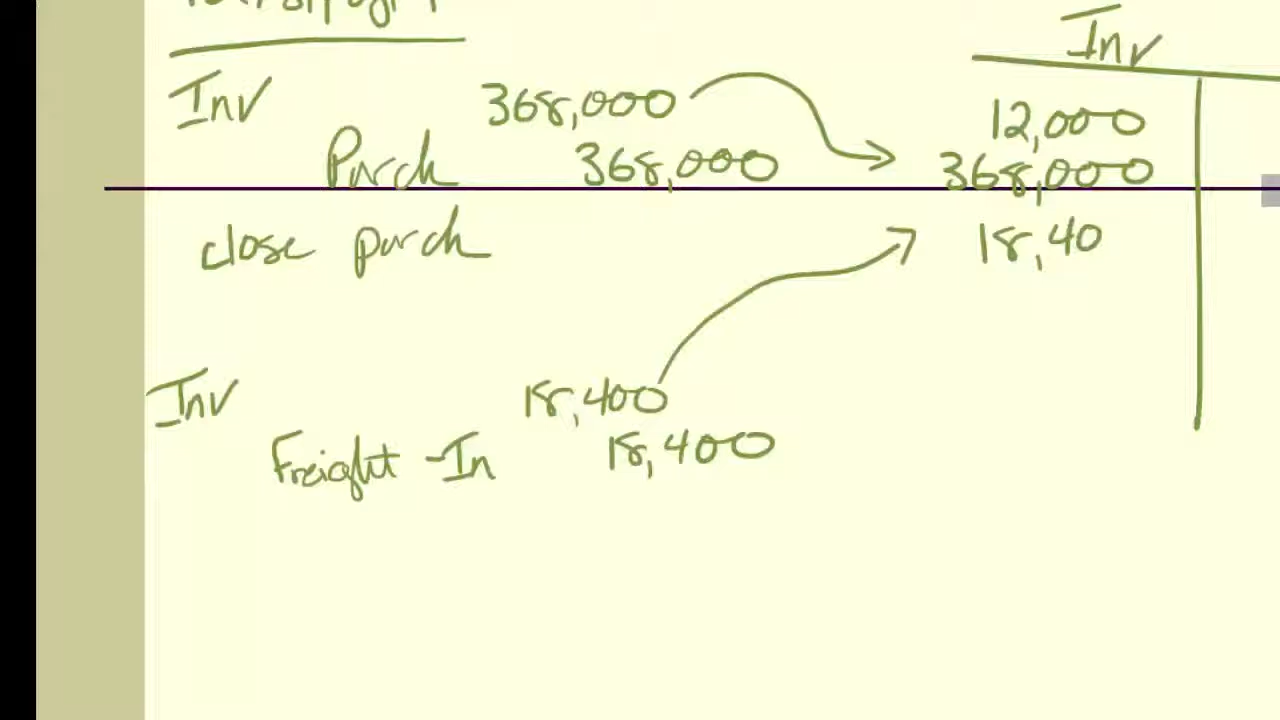 Inv
Inv 368,000 12,000
Purch 368,000 368,000
close purch 18,40
Inv 18,400
Freight-In 18,400